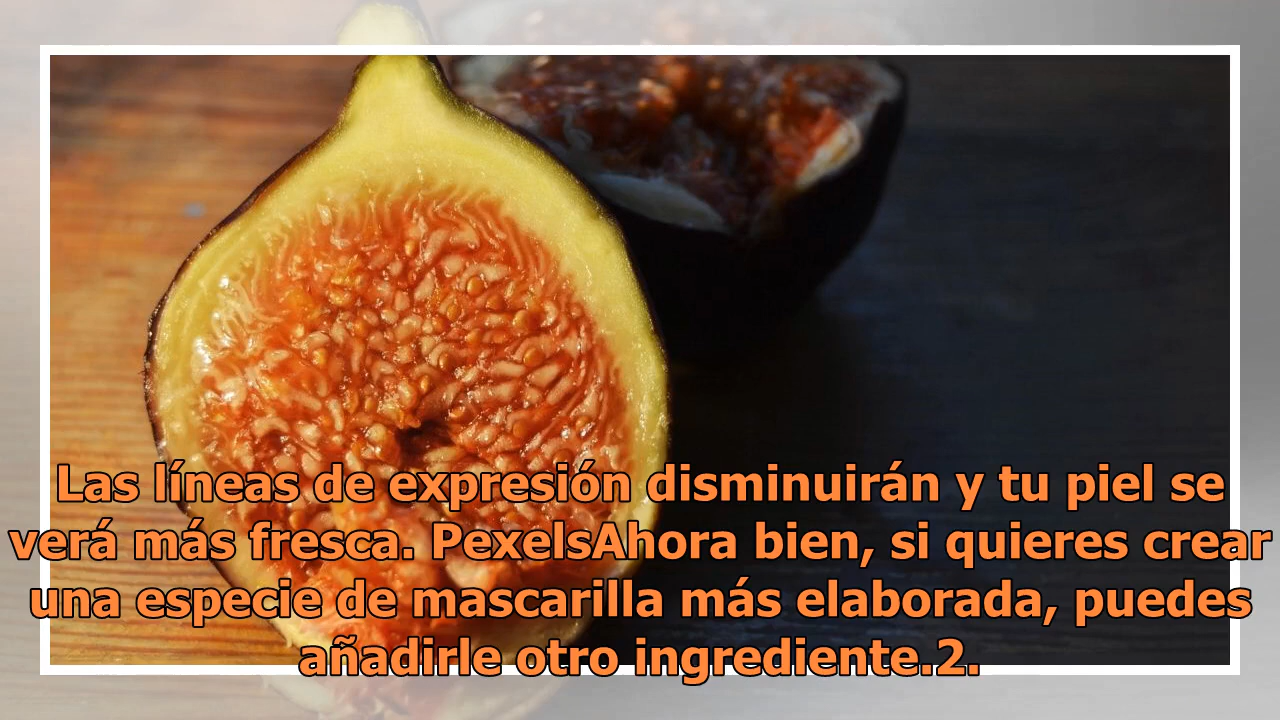 Las líneas de expresión disminuirán y tu piel se
verá más fresca. PexelsAhora bien, si quieres crear
una especie de mascarilla más elaborada, puedes
añadirle otro ingrediente.2.